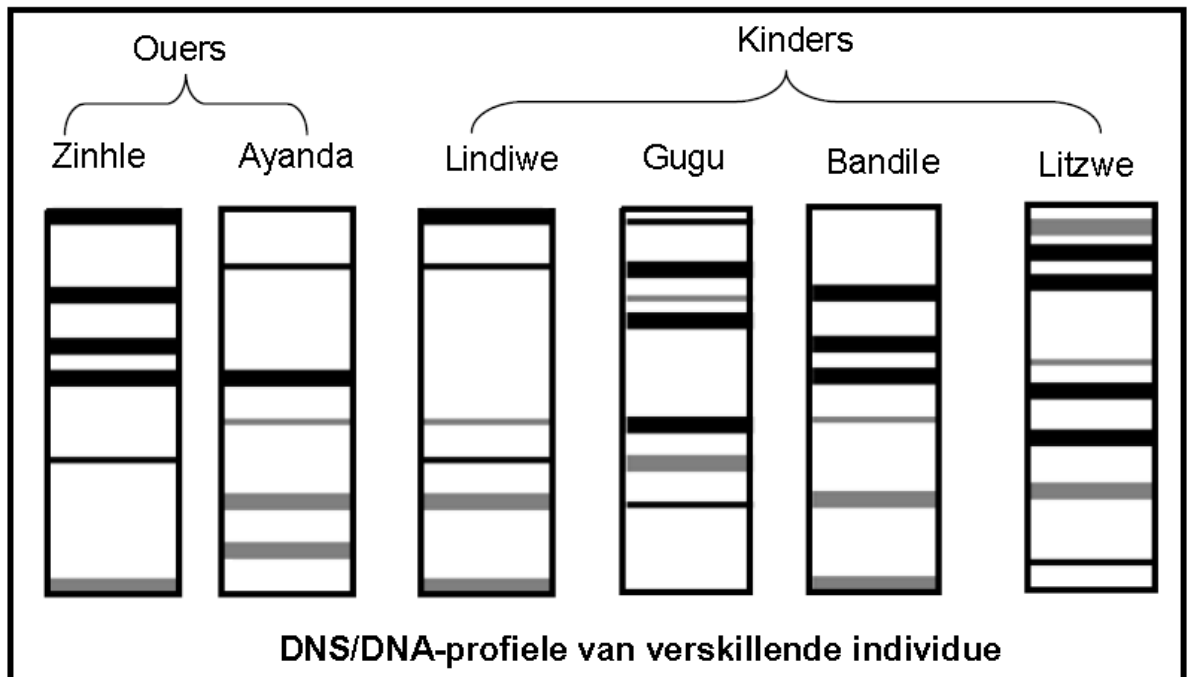 Ouers
Kinders
Zinhle
Ayanda
Lindiwe
Gugu
Bandile
Litzwe
DNS/DNA-profiele van verskillende individue